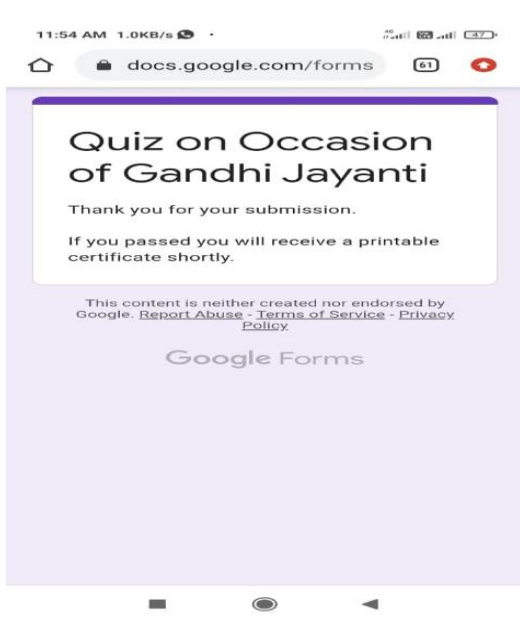 11:54 AM 1.0KB/s
47
docs.google.com/forms
61
Quiz on Occasion
of Gandhi Jayanti
Thank you for your submission.
If you passed you will receive a printable
certificate shortly.
This content is neither created nor endorsed by
Google. Report Abuse - Terms of Service - Privacy
Policy
Google Forms